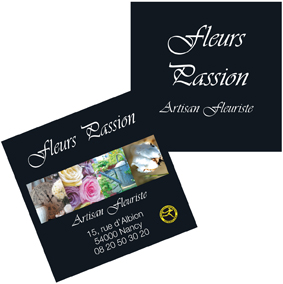 Fleurs
Passion
Artisan Fleuriste
Fleurs Passion
Artisan Fleuriste
15, rue d'Albion
54000 Nancy
08 20 50 30 20